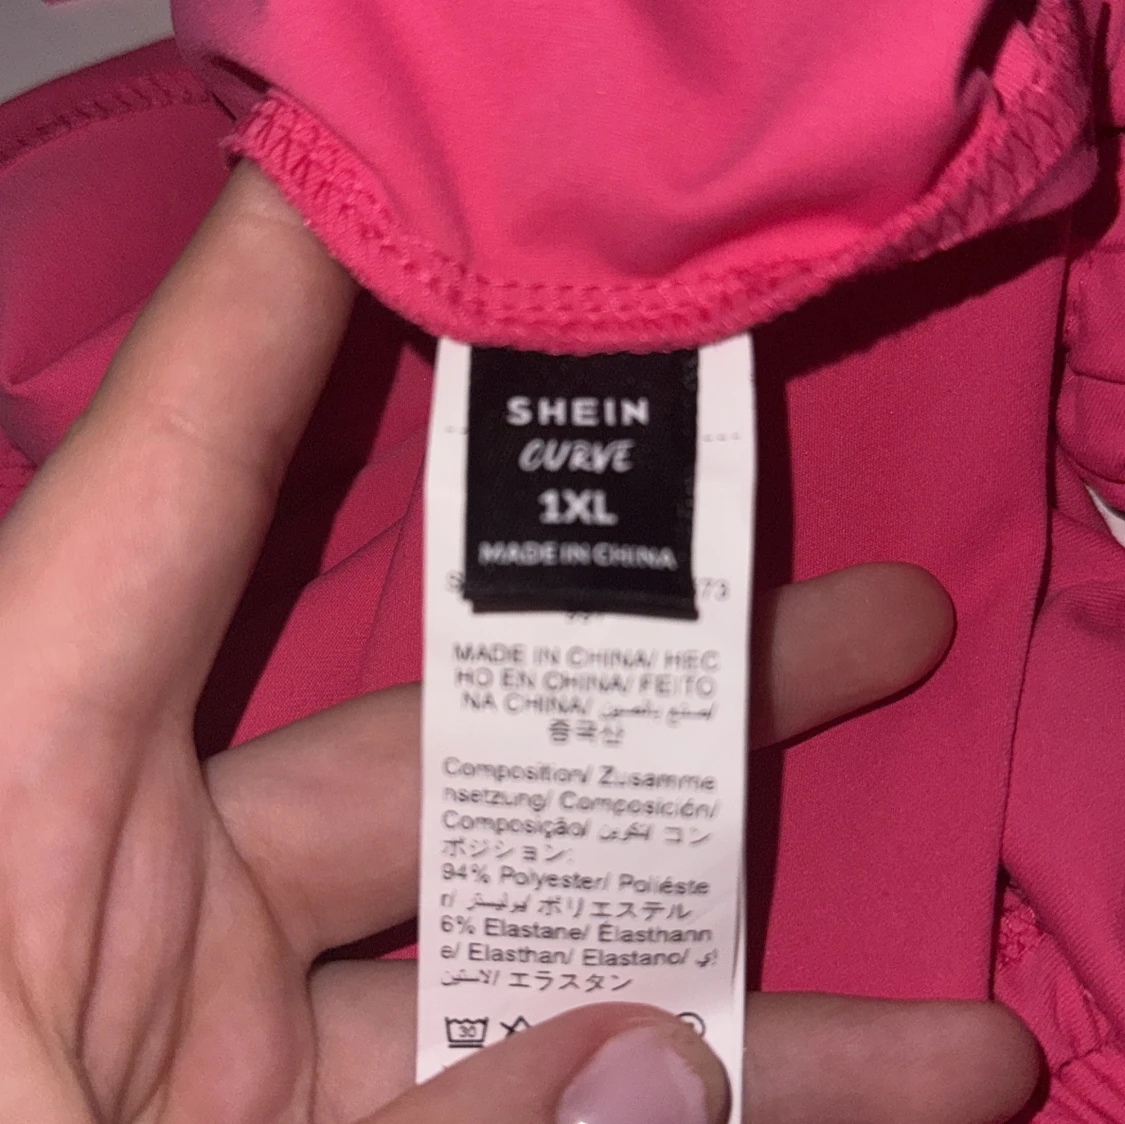 SHEIN
CURVE
1XL
MADE IN CHINA
73
MADE IN CHINA/ HEC
HO EN CHINA/ FEITO
NA CHINA/ صنع بالصين/
중국산
Composition/ Zusamme
nsetzung/ Composición/
Composição/ التكوين コン
ポジション:
94% Polyester/ Poliéste
r/ بوليستر/ ポリエステル
6% Elastane/ Élasthann
e/ Elasthan/ Elastano/
エラスタン
30